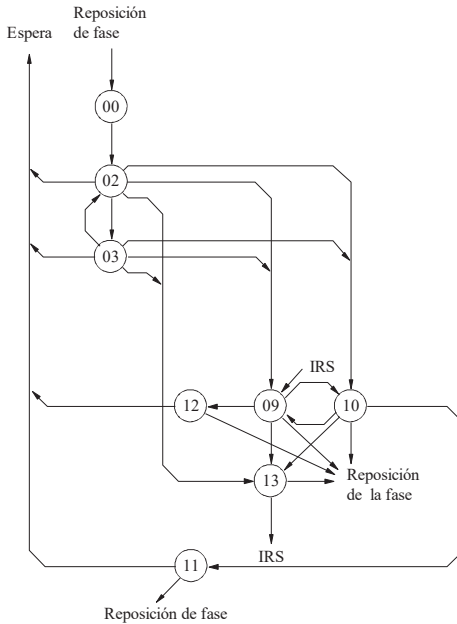 Reposición
de fase
Espera
00
02
03
IRS
12
09
10
13
Reposición
de la fase
IRS
11
Reposición de fase